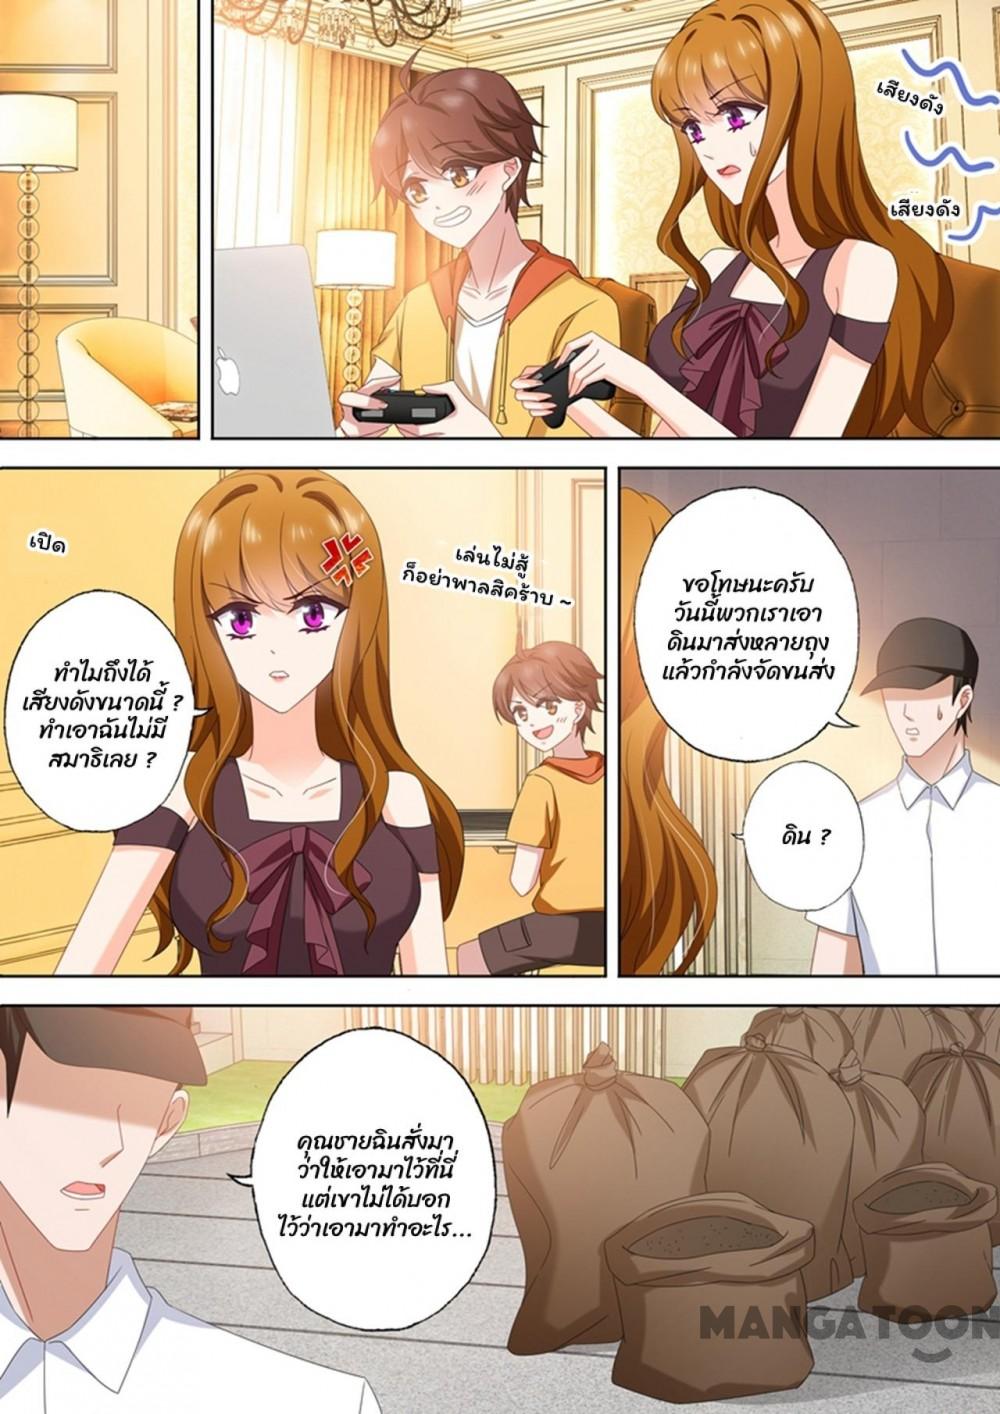 เสียงดัง
เสียงดัง
เปิด
เล่นไม่สู้
ก็อย่าพาลสิคร้าบ ~
ทำไมถึงได้
เสียงดังขนาดนี้ ?
ทำเอาฉันไม่มี
สมาธิเลย ?
ขอโทษนะครับ
วันนี้พวกเราเอา
ดินมาส่งหลายถุง
แล้วกำลังจัดขนส่ง
ดิน ?
คุณชายฉินสั่งมา
ว่าให้เอามาไว้ที่นี่
แต่เขาไม่ได้บอก
ไว้ว่าเอามาทำอะไร...
MANGATOON